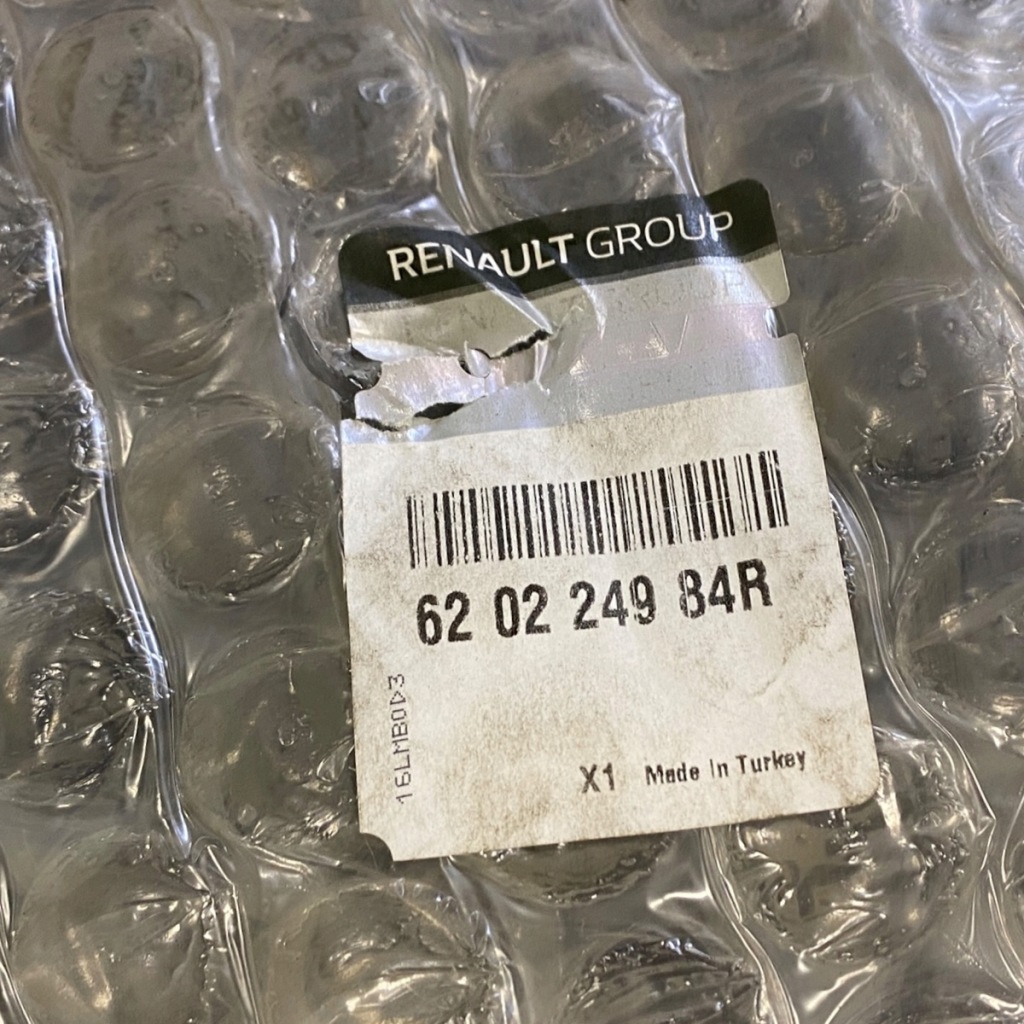 RENAULT GROUP
62 02 249 84R
16LMB0D3
X1 Made in Turkey